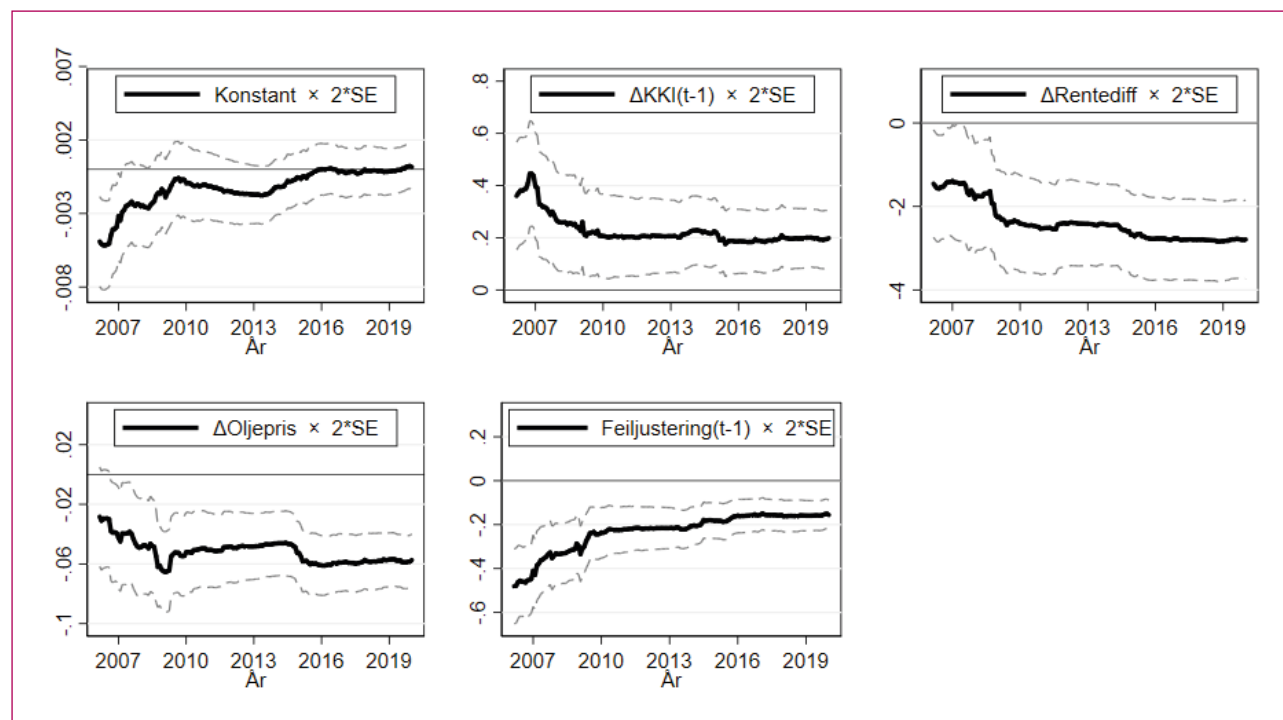 Konstant × 2*SE
.007
.002
-.003
-.008
2007 2010 2013 2016 2019
År
ΔKKI(t-1) × 2*SE
.8
.6
.4
.2
0
2007 2010 2013 2016 2019
År
ΔRentediff × 2*SE
0
-2
-4
2007 2010 2013 2016 2019
År
ΔOljepris × 2*SE
.02
-.02
-.06
-.1
2007 2010 2013 2016 2019
År
Feiljustering(t-1) × 2*SE
.2
0
-.2
-.4
-.6
2007 2010 2013 2016 2019
År